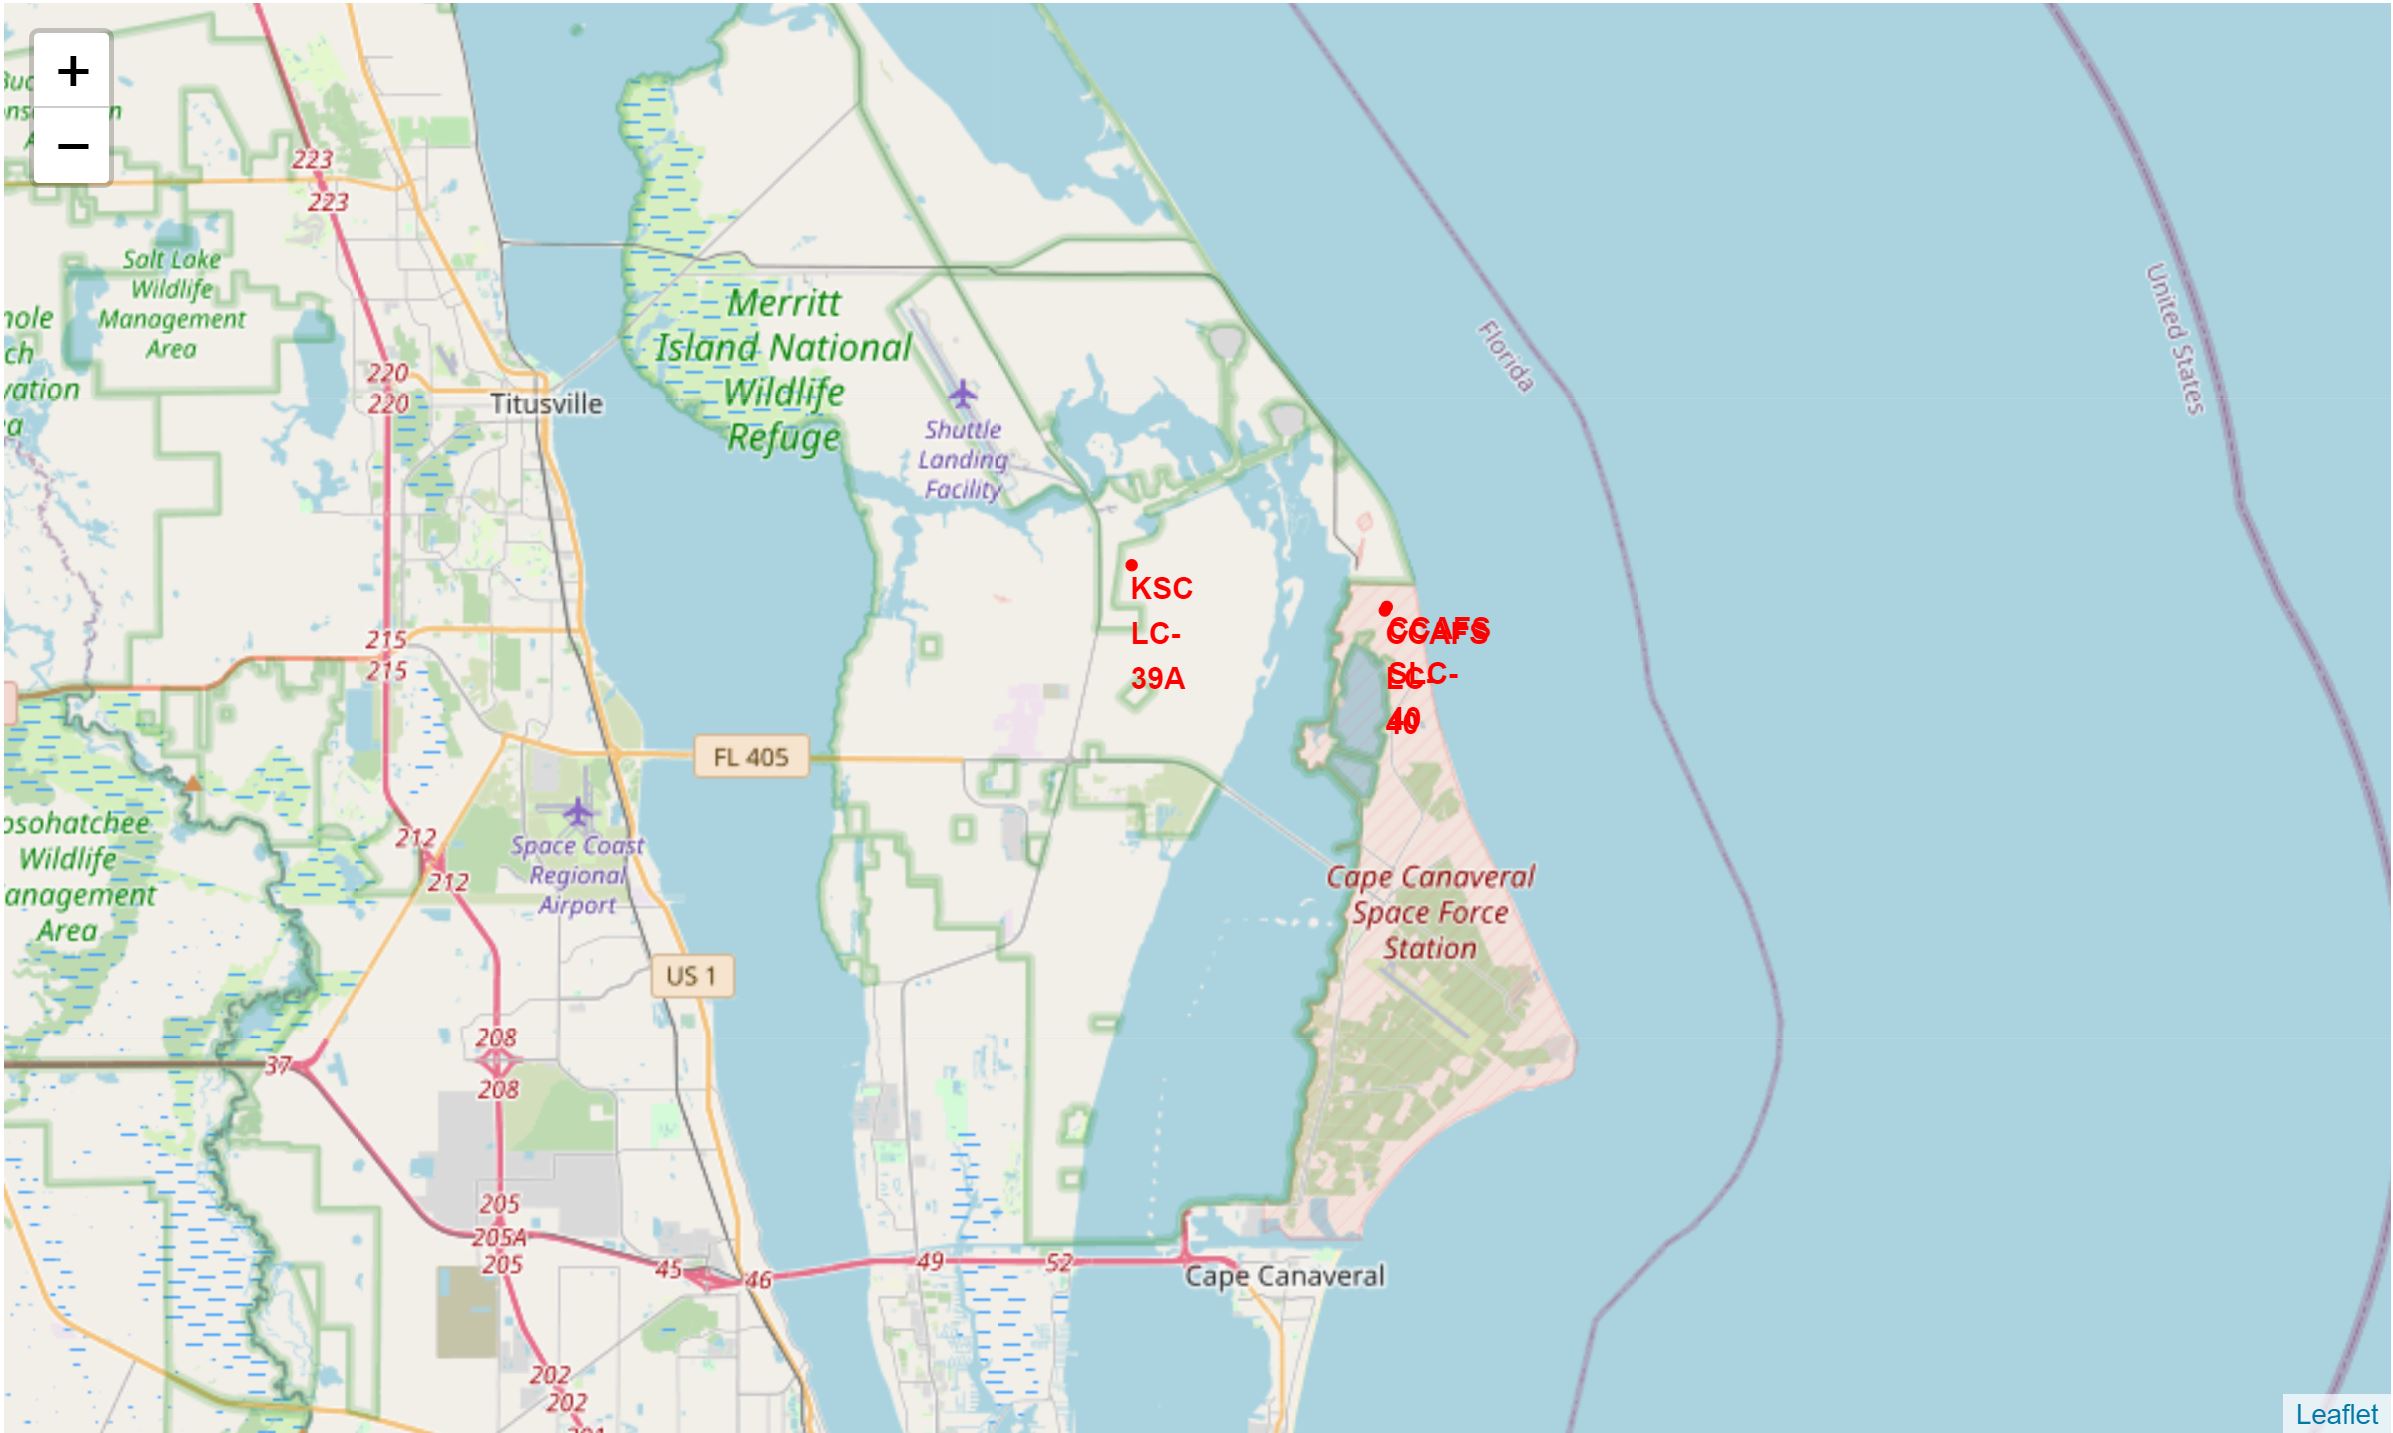 +
−
223
223
Salt Lake
Wildlife
Management
Area
220
220
Titusville
Merritt
Island National
Wildlife
Refuge
Shuttle
Landing
Facility
Florida
United States
KSC
LC-
39A
CCAFS
SLC-
40
CCAFS
LC-
40
215
215
FL 405
212
212
Space Coast
Regional
Airport
Wildlife
Area
Cape Canaveral
Space Force
Station
US 1
208
208
37
205
205A
205
45
46
49
52
Cape Canaveral
202
202
Leaflet